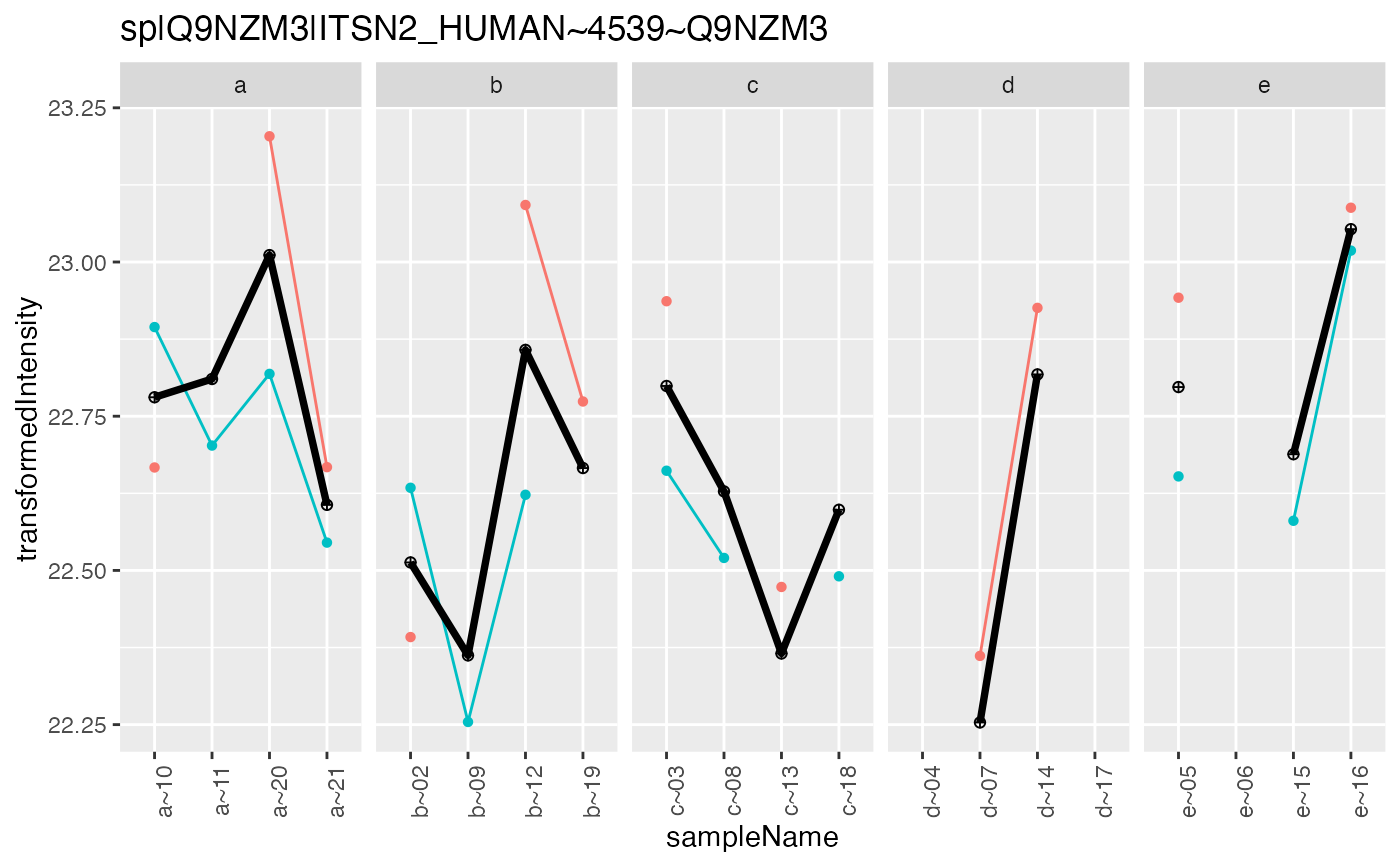 sp|Q9NZM3|ITSN2_HUMAN~4539~Q9NZM3
a b c d e
23.25
23.00
22.75
22.50
22.25
transformedIntensity
a~10 a~11 a~20 a~21 b~02 b~09 b~12 b~19 c~03 c~08 c~13 c~18 d~04 d~07 d~14 d~17 e~05 e~06 e~15 e~16
sampleName